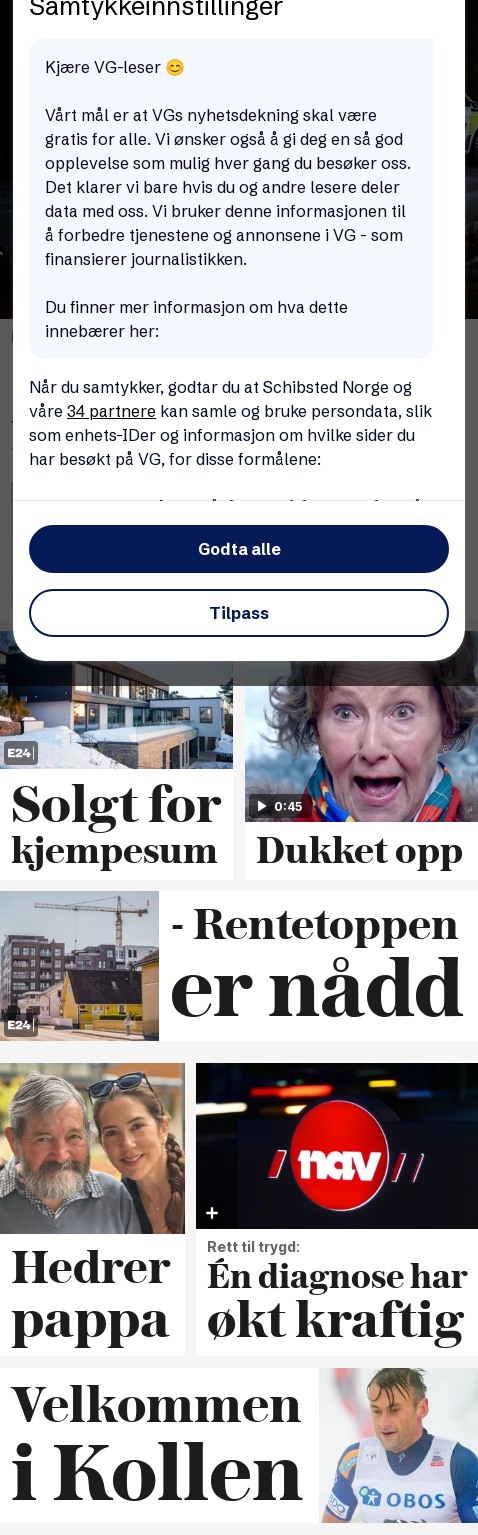 Samtykkeinnstillinger
Kjære VG-leser 😊
Vårt mål er at VGs nyhetsdekning skal være
gratis for alle. Vi ønsker også å gi deg en så god
opplevelse som mulig hver gang du besøker oss.
Det klarer vi bare hvis du og andre lesere deler
data med oss. Vi bruker denne informasjonen til
å forbedre tjenestene og annonsene i VG - som
finansierer journalistikken.
Du finner mer informasjon om hva dette
innebærer her:
Når du samtykker, godtar du at Schibsted Norge og
våre 34 partnere kan samle og bruke persondata, slik
som enhets-IDer og informasjon om hvilke sider du
har besøkt på VG, for disse formålene:
Godta alle
Tilpass
E24
Solgt for
kjempesum
0:45
Dukket opp
E24
- Rentetoppen
er nådd
Hedrer
pappa
nav
Rett til trygd:
Én diagnose har
økt kraftig
Velkommen
i Kollen
OBOS